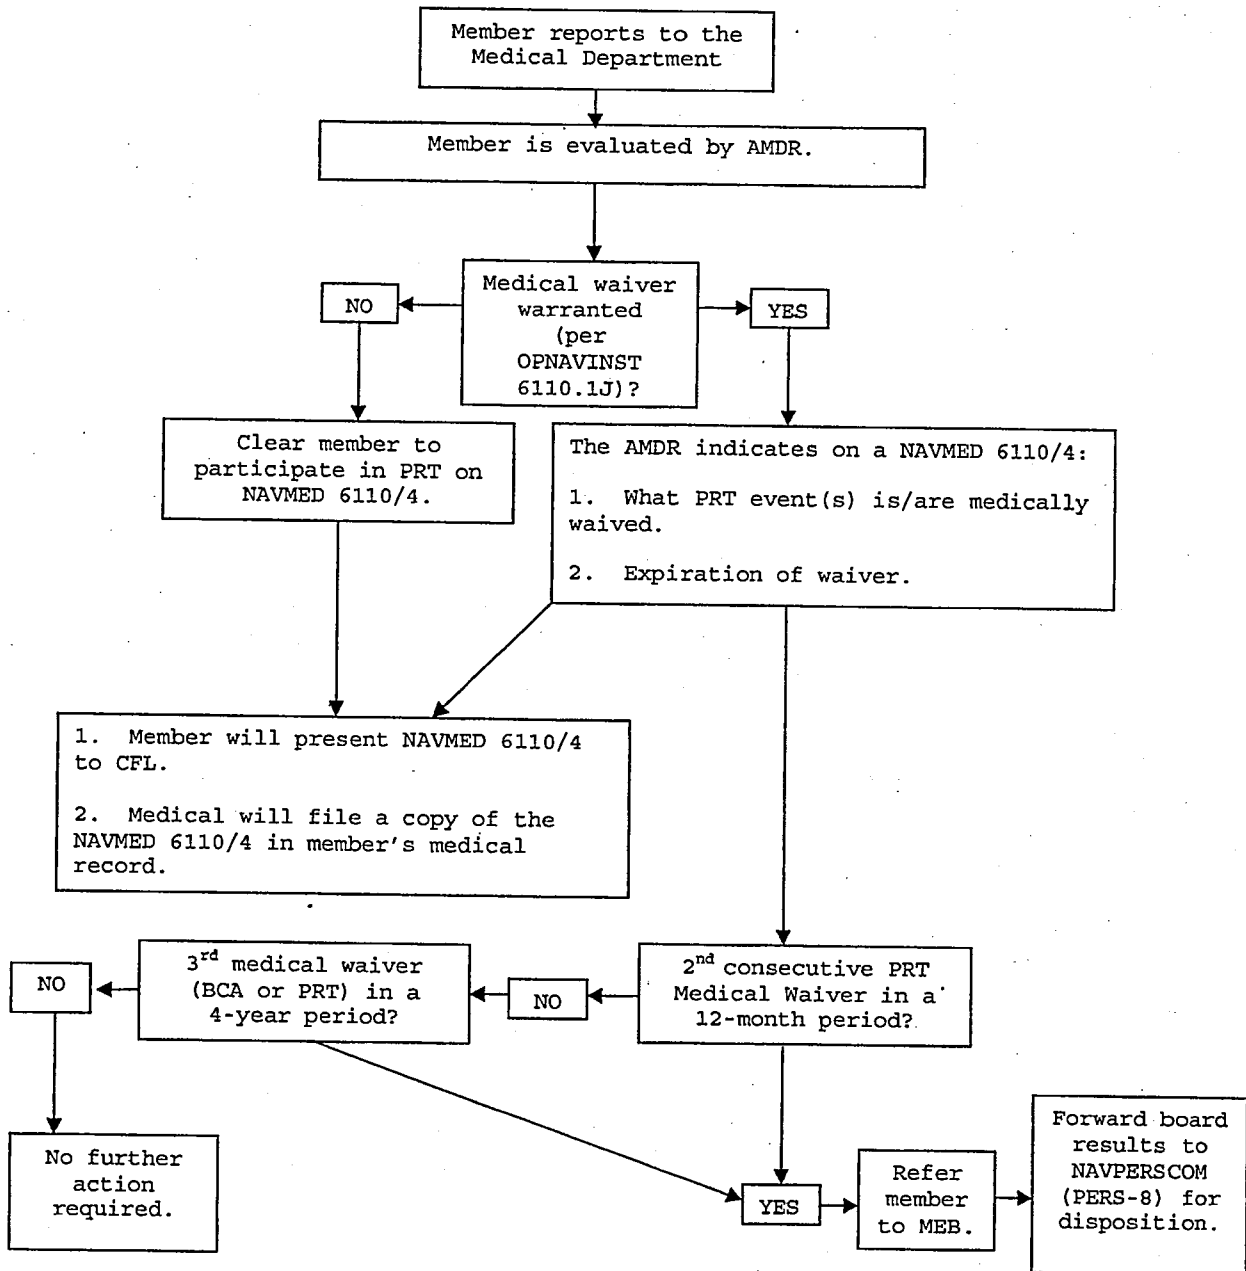 Member reports to the
Medical Department
Member is evaluated by AMDR.
Medical waiver
warranted
(per
OPNAVINST
6110.1J)?
NO
YES
Clear member to
participate in PRT on
NAVMED 6110/4.
The AMDR indicates on a NAVMED 6110/4:
1. What PRT event(s) is/are medically
waived.
2. Expiration of waiver.
1. Member will present NAVMED 6110/4
to CFL.
2. Medical will file a copy of the
NAVMED 6110/4 in member's medical
record.
NO
3rd medical waiver
(BCA or PRT) in a
4-year period?
NO
2nd consecutive PRT
Medical Waiver in a
12-month period?
No further
action
required.
YES
Refer
member
to MEB.
Forward board
results to
NAVPERSCOM
(PERS-8) for
disposition.